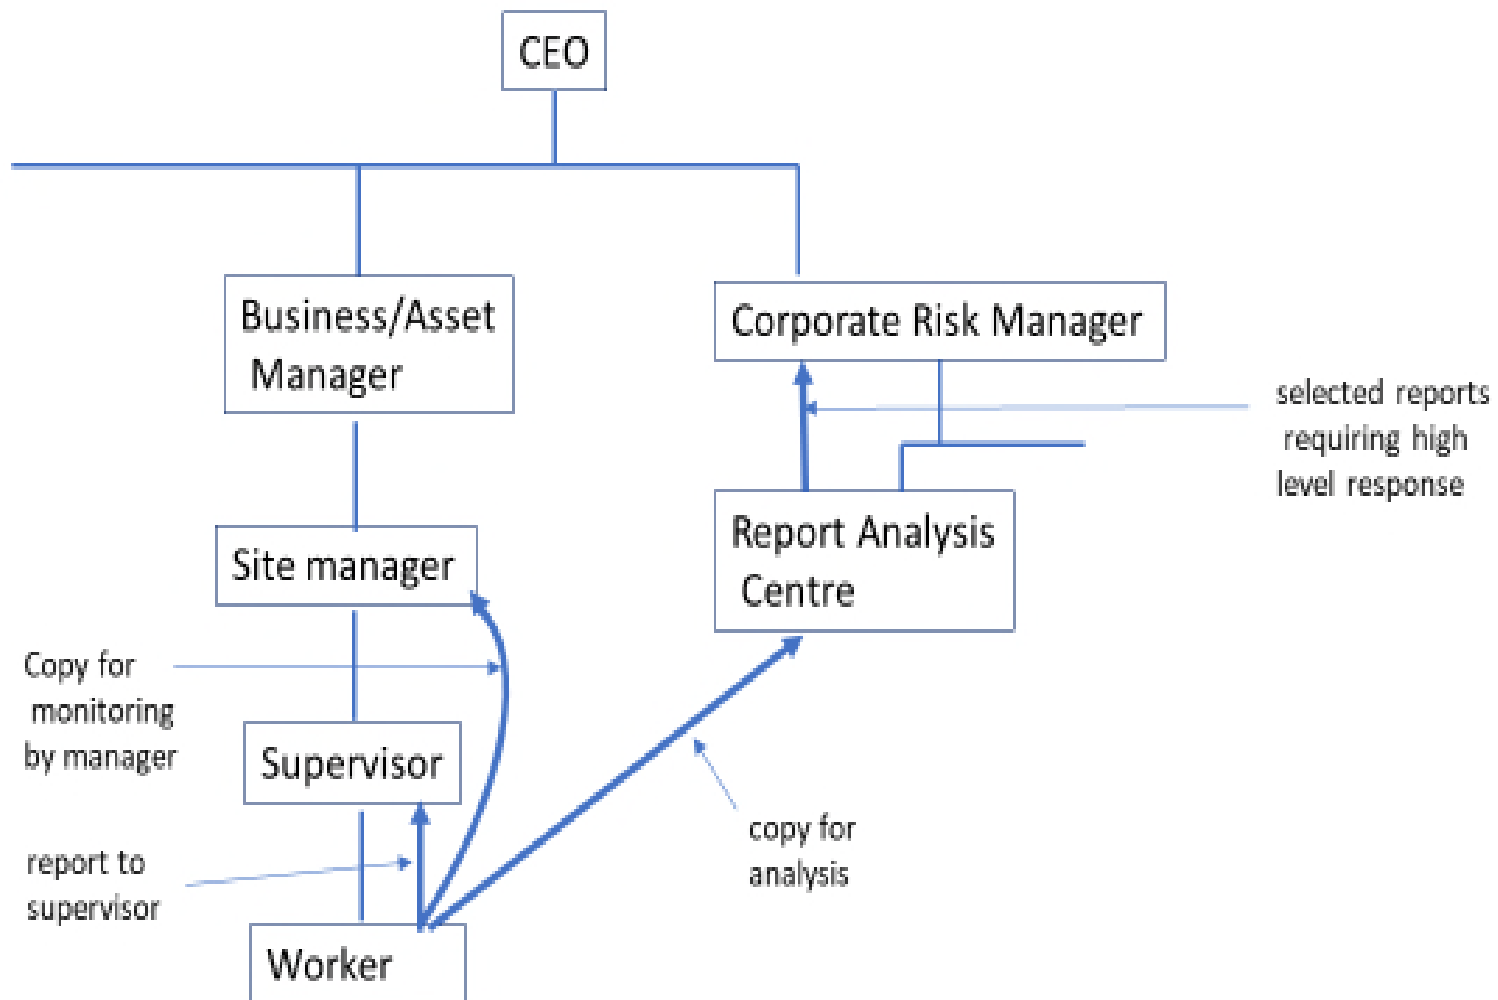 CEO
Business/Asset
Manager
Corporate Risk Manager
selected reports
requiring high
level response
Report Analysis
Centre
Site manager
Copy for
monitoring
by manager
Supervisor
copy for
analysis
report to
supervisor
Worker